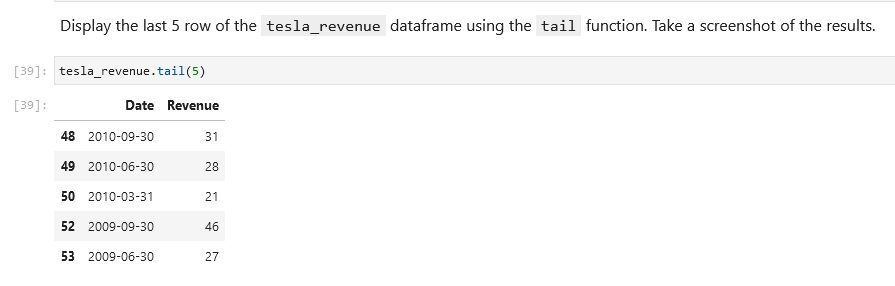 Display the last 5 row of the tesla_revenue dataframe using the tail function. Take a screenshot of the results.
[39]: tesla_revenue.tail(5)
[39]: Date Revenue
48 2010-09-30 31
49 2010-06-30 28
50 2010-03-31 21
52 2009-09-30 46
53 2009-06-30 27